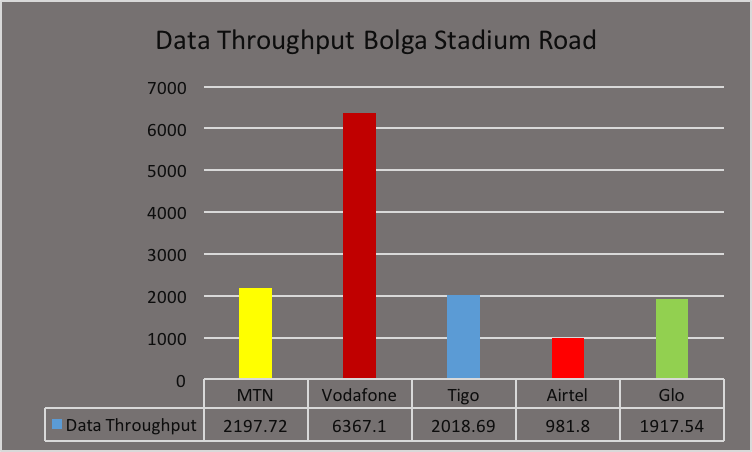 Data Throughput Bolga Stadium Road
7000
6000
5000
4000
3000
2000
1000
0
MTN Vodafone Tigo Airtel Glo
Data Throughput 2197.72 6367.1 2018.69 981.8 1917.54